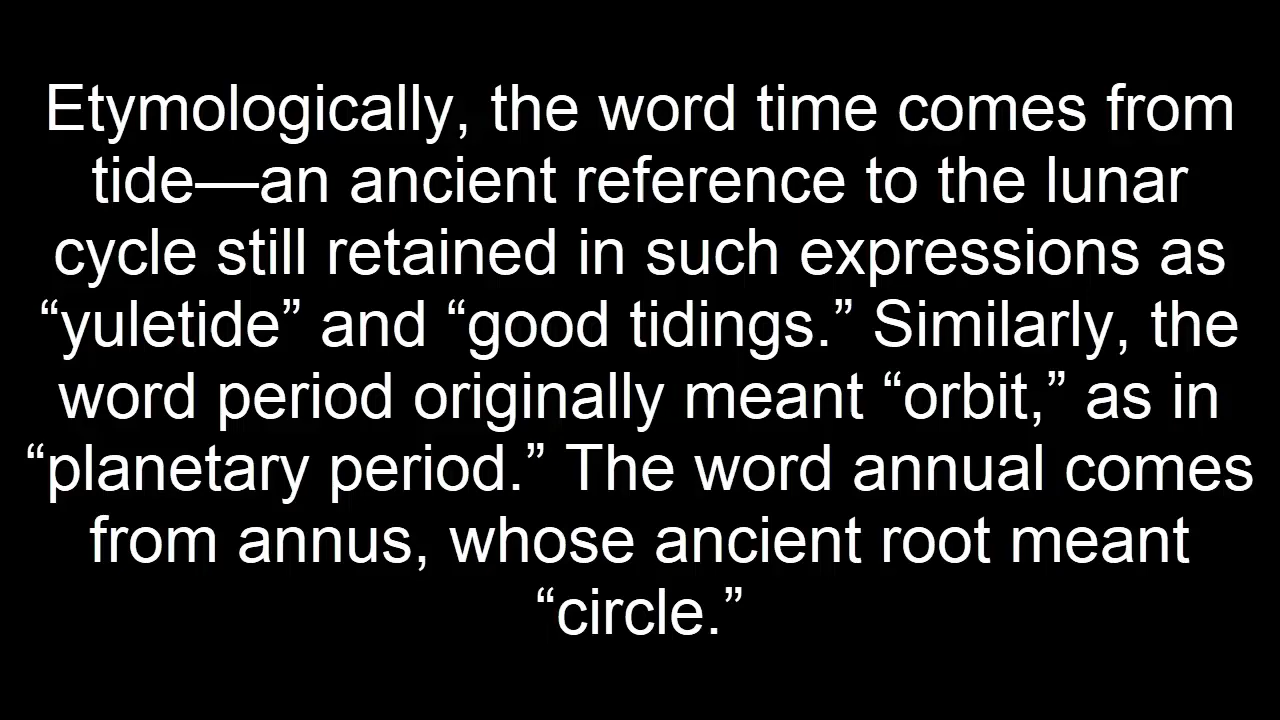 Etymologically, the word time comes from
tide—an ancient reference to the lunar
cycle still retained in such expressions as
“yuletide” and “good tidings.” Similarly, the
word period originally meant “orbit,” as in
“planetary period.” The word annual comes
from annus, whose ancient root meant
“circle.”